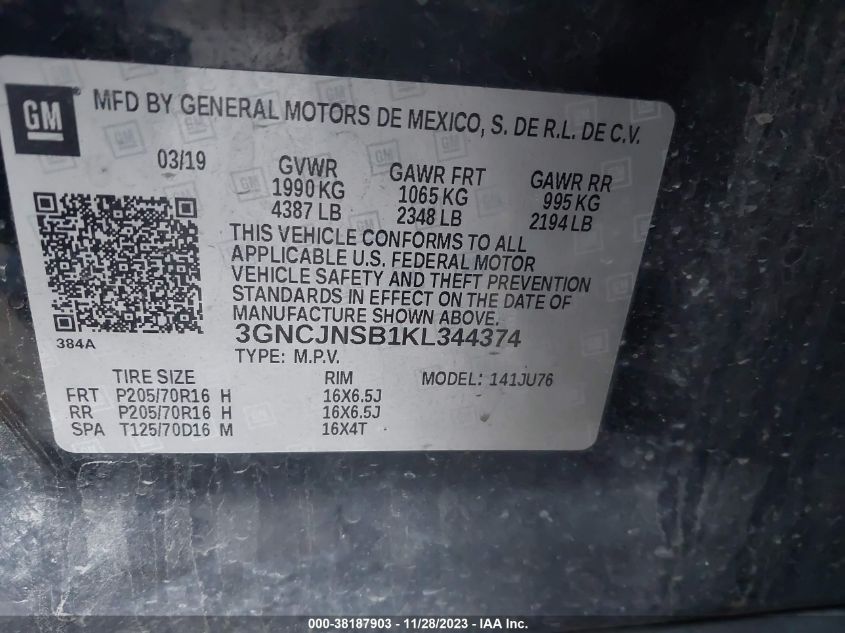 GM MFD BY GENERAL MOTORS DE MEXICO, S. DE R.L. DE C.V.
03/19 GVWR GAWR FRT GAWR RR
1990 KG 1065 KG 995 KG
4387 LB 2348 LB 2194 LB
THIS VEHICLE CONFORMS TO ALL
APPLICABLE U.S. FEDERAL MOTOR
VEHICLE SAFETY AND THEFT PREVENTION
STANDARDS IN EFFECT ON THE DATE OF
MANUFACTURE SHOWN ABOVE.
384A 3GNCJNSB1KL344374
TYPE: M.P.V.
TIRE SIZE RIM MODEL: 141JU76
FRT P205/70R16 H 16X6.5J
RR P205/70R16 H 16X6.5J
SPA T125/70D16 M 16X4T
000-38187903 - 11/28/2023 - IAA Inc.